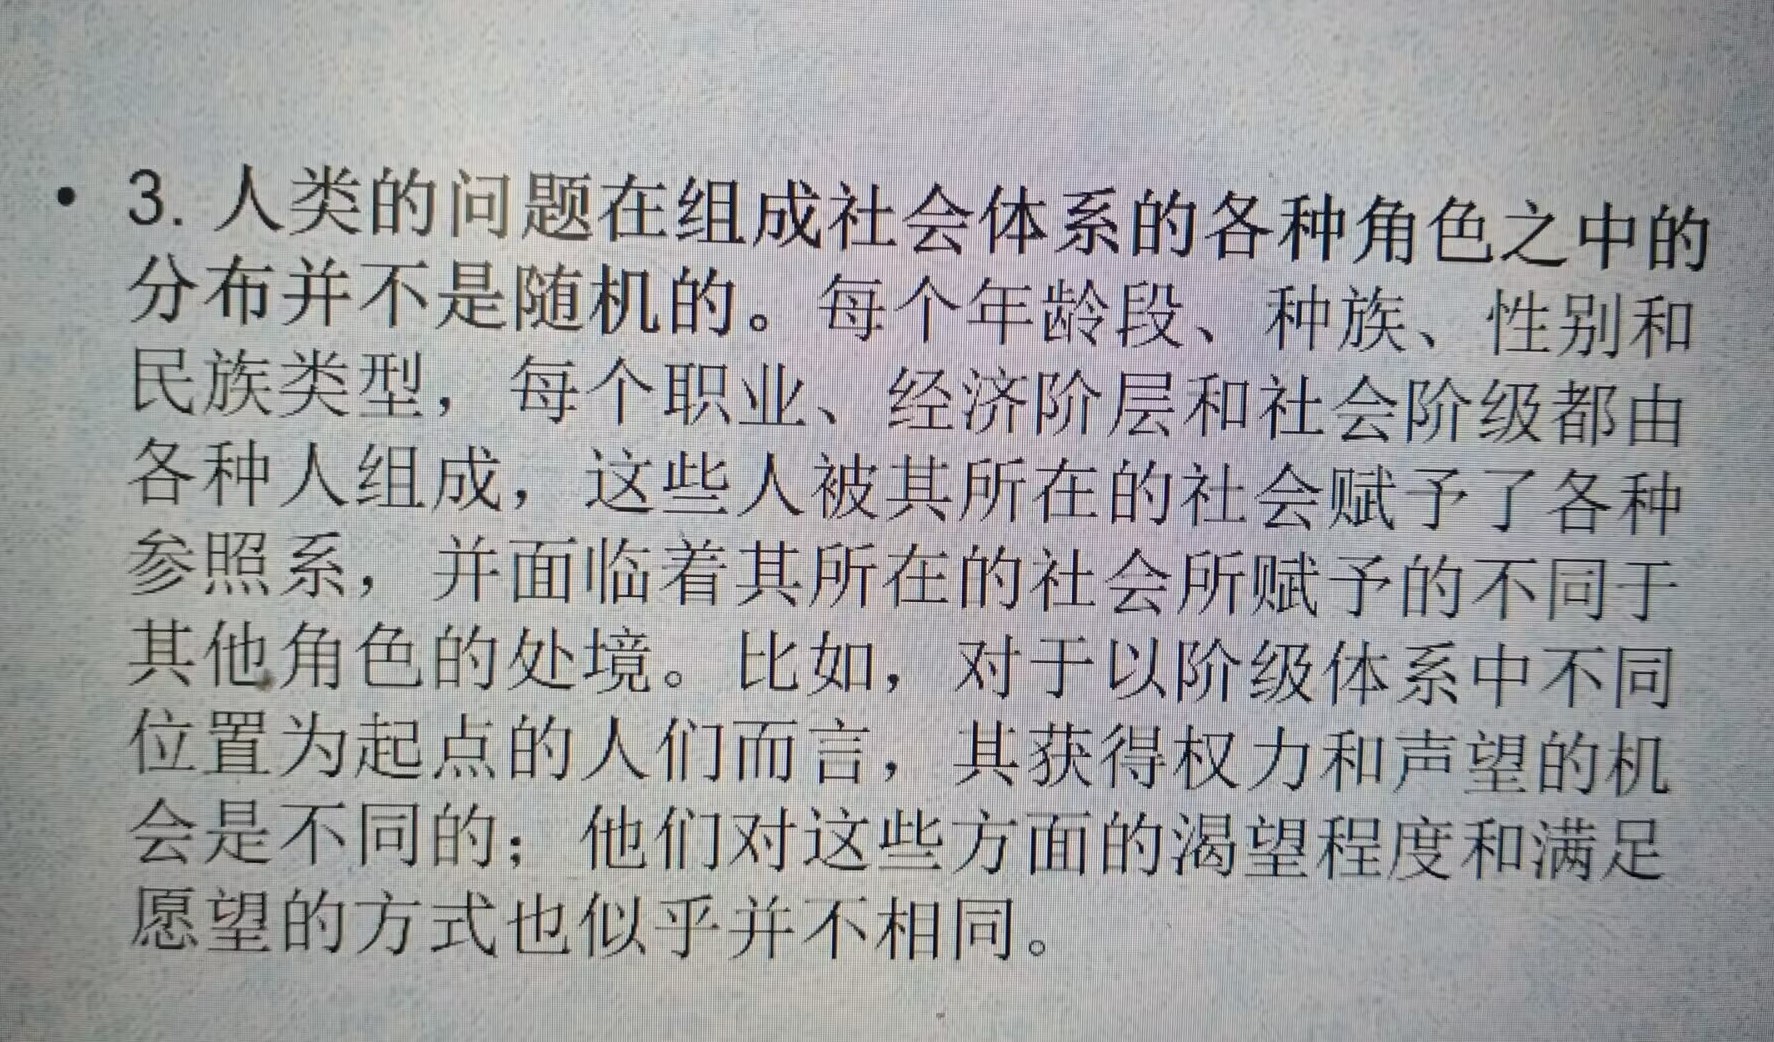 • 3. 人类的问题在组成社会体系的各种角色之中的
分布并不是随机的。每个年龄段、种族、性别和
民族类型，每个职业、经济阶层和社会阶级都由
各种人组成，这些人被其所在的社会赋予了各种
参照系，并面临着其所在的社会所赋予的不同于
其他角色的处境。比如，对于以阶级体系中不同
位置为起点的人们而言，其获得权力和声望的机
会是不同的；他们对这些方面的渴望程度和满足
愿望的方式也似乎并不相同。